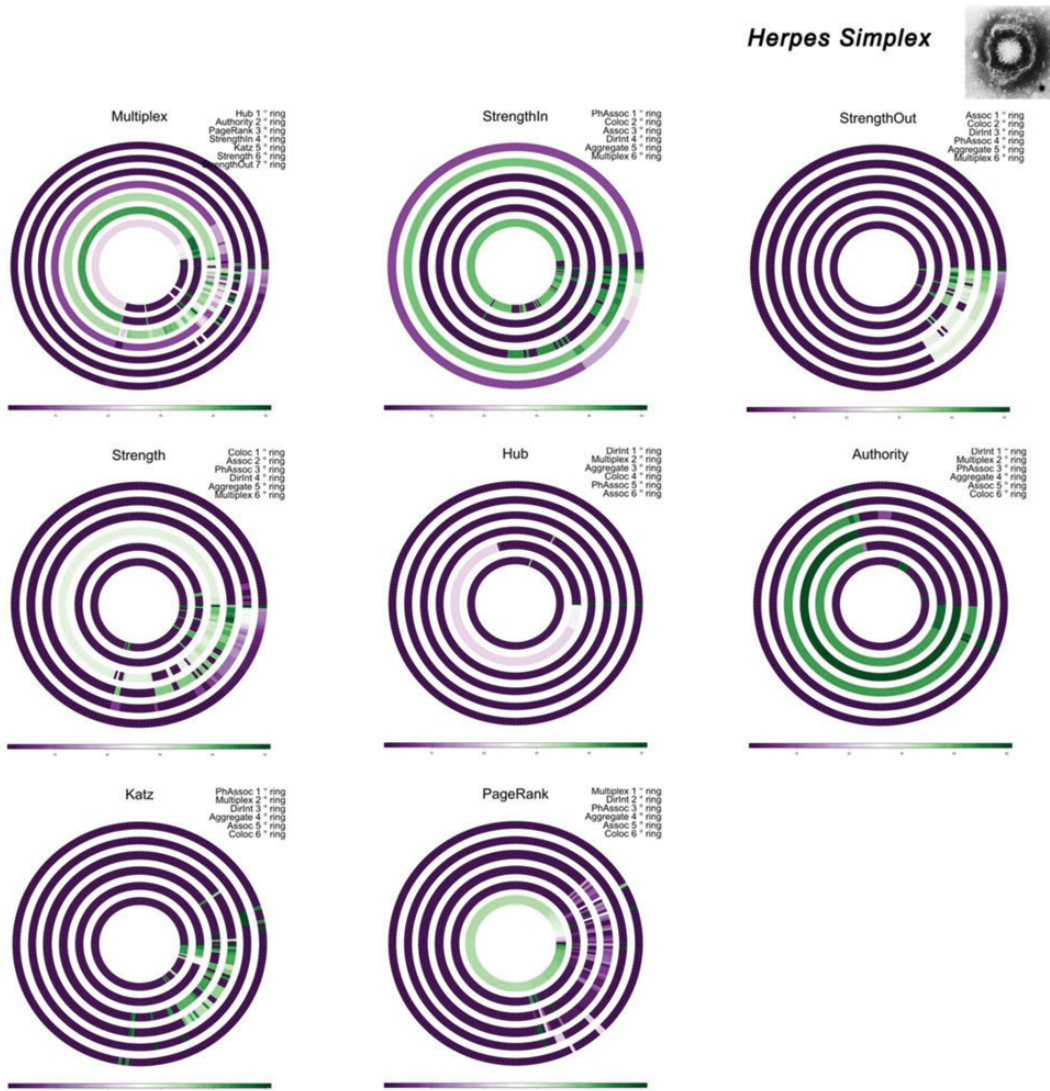 Herpes Simplex
Multiplex
Hub 1 ° ring
Authority 2 ° ring
PageRank 3 ° ring
StrengthIn 4 ° ring
Katz 5 ° ring
Strength 6 ° ring
StrengthOut 7 ° ring
StrengthIn
PhAssoc 1 ° ring
Coloc 2 ° ring
Assoc 3 ° ring
DirInt 4 ° ring
Aggregate 5 ° ring
Multiplex 6 ° ring
StrengthOut
Assoc 1 ° ring
Coloc 2 ° ring
DirInt 3 ° ring
PhAssoc 4 ° ring
Aggregate 5 ° ring
Multiplex 6 ° ring
Strength
Coloc 1 ° ring
Assoc 2 ° ring
PhAssoc 3 ° ring
DirInt 4 ° ring
Aggregate 5 ° ring
Multiplex 6 ° ring
Hub
DirInt 1 ° ring
Multiplex 2 ° ring
Aggregate 3 ° ring
Coloc 4 ° ring
PhAssoc 5 ° ring
Assoc 6 ° ring
Authority
DirInt 1 ° ring
Multiplex 2 ° ring
PhAssoc 3 ° ring
Aggregate 4 ° ring
Assoc 5 ° ring
Coloc 6 ° ring
Katz
PhAssoc 1 ° ring
Multiplex 2 ° ring
DirInt 3 ° ring
Aggregate 4 ° ring
Assoc 5 ° ring
Coloc 6 ° ring
PageRank
Multiplex 1 ° ring
DirInt 2 ° ring
PhAssoc 3 ° ring
Aggregate 4 ° ring
Assoc 5 ° ring
Coloc 6 ° ring